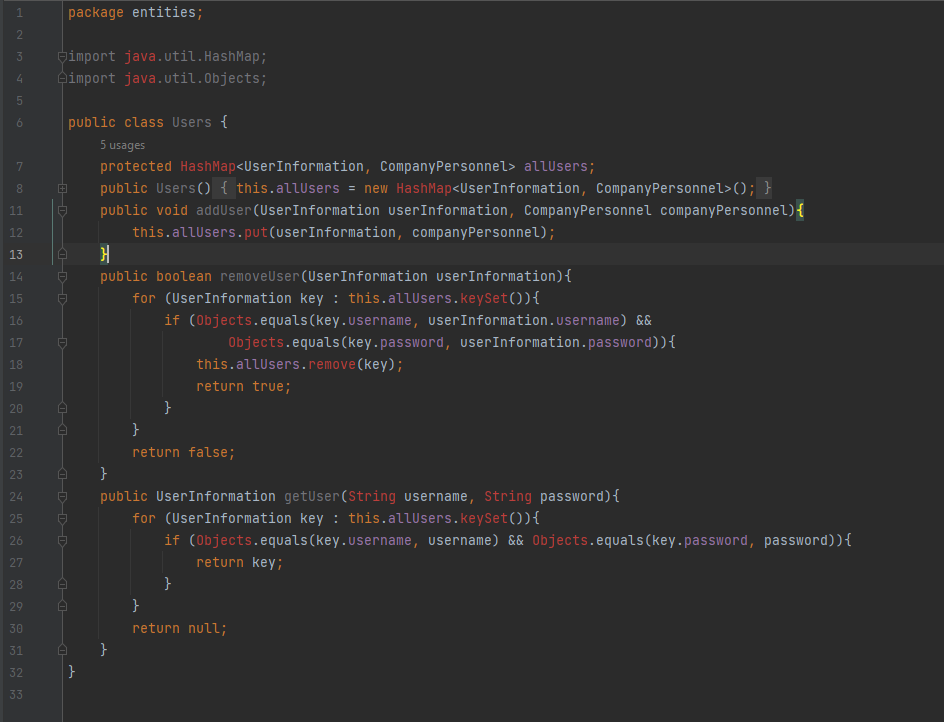 1 package entities;
2
3 import java.util.HashMap;
4 import java.util.Objects;
5
6 public class Users {
5 usages
7 protected HashMap<UserInformation, CompanyPersonnel> allUsers;
8 public Users() { this.allUsers = new HashMap<UserInformation, CompanyPersonnel>(); }
11 public void addUser(UserInformation userInformation, CompanyPersonnel companyPersonnel){
12 this.allUsers.put(userInformation, companyPersonnel);
13 }
14 public boolean removeUser(UserInformation userInformation){
15 for (UserInformation key : this.allUsers.keySet()){
16 if (Objects.equals(key.username, userInformation.username) &&
17 Objects.equals(key.password, userInformation.password)){
18 this.allUsers.remove(key);
19 return true;
20 }
21 }
22 return false;
23 }
24 public UserInformation getUser(String username, String password){
25 for (UserInformation key : this.allUsers.keySet()){
26 if (Objects.equals(key.username, username) && Objects.equals(key.password, password)){
27 return key;
28 }
29 }
30 return null;
31 }
32 }
33